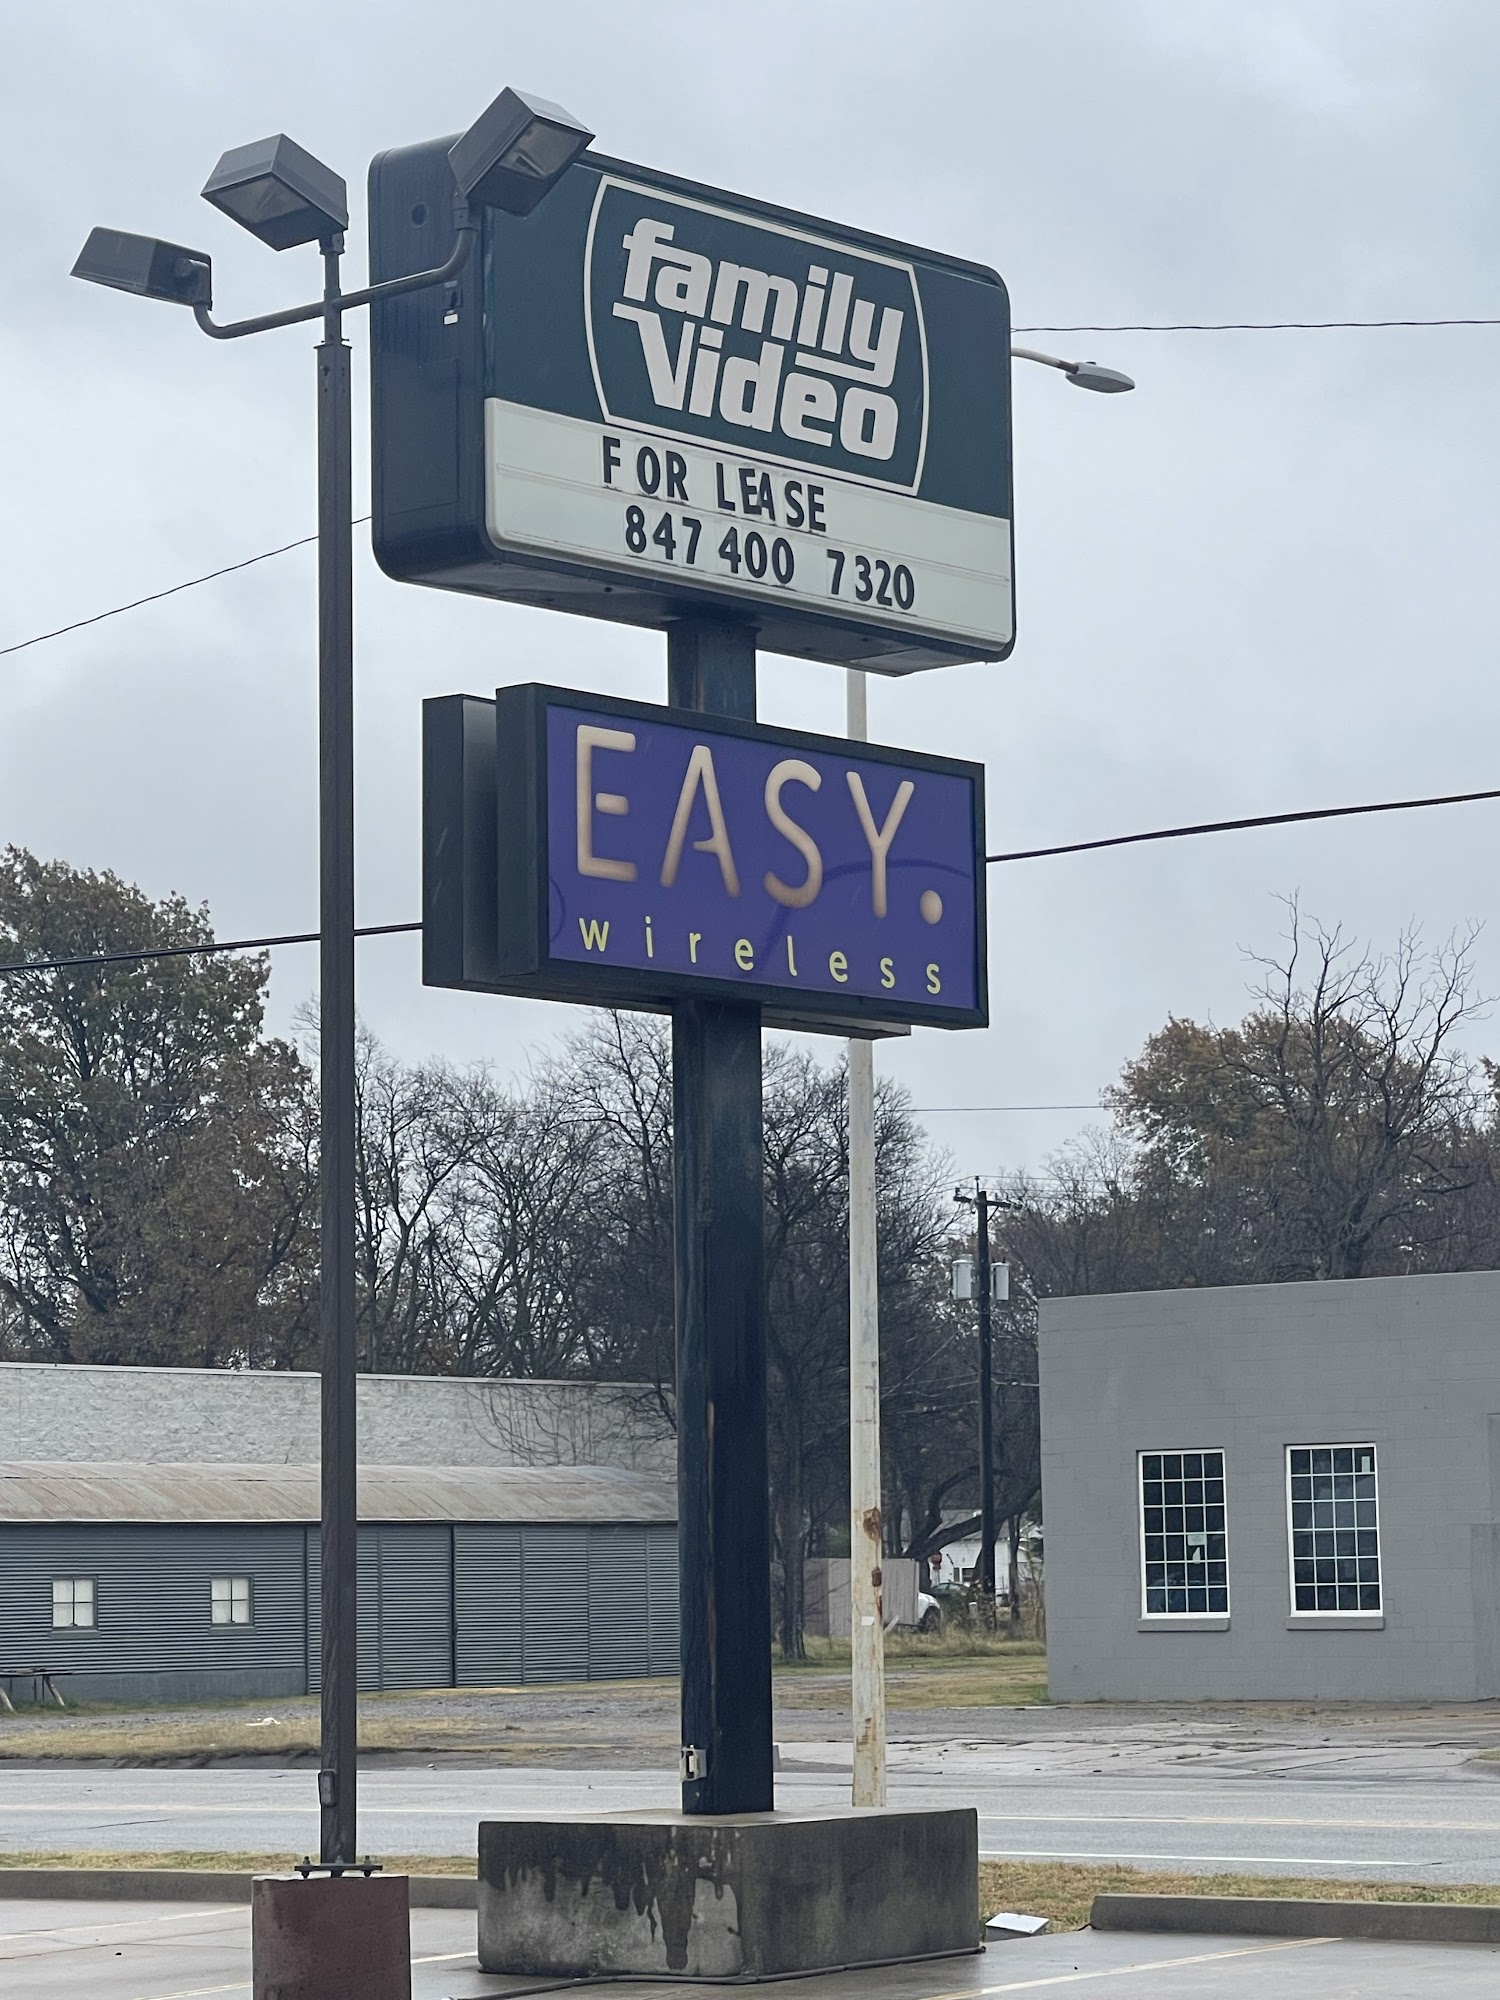 family
Video
FOR LEASE
847 400 7320
EASY.
wireless